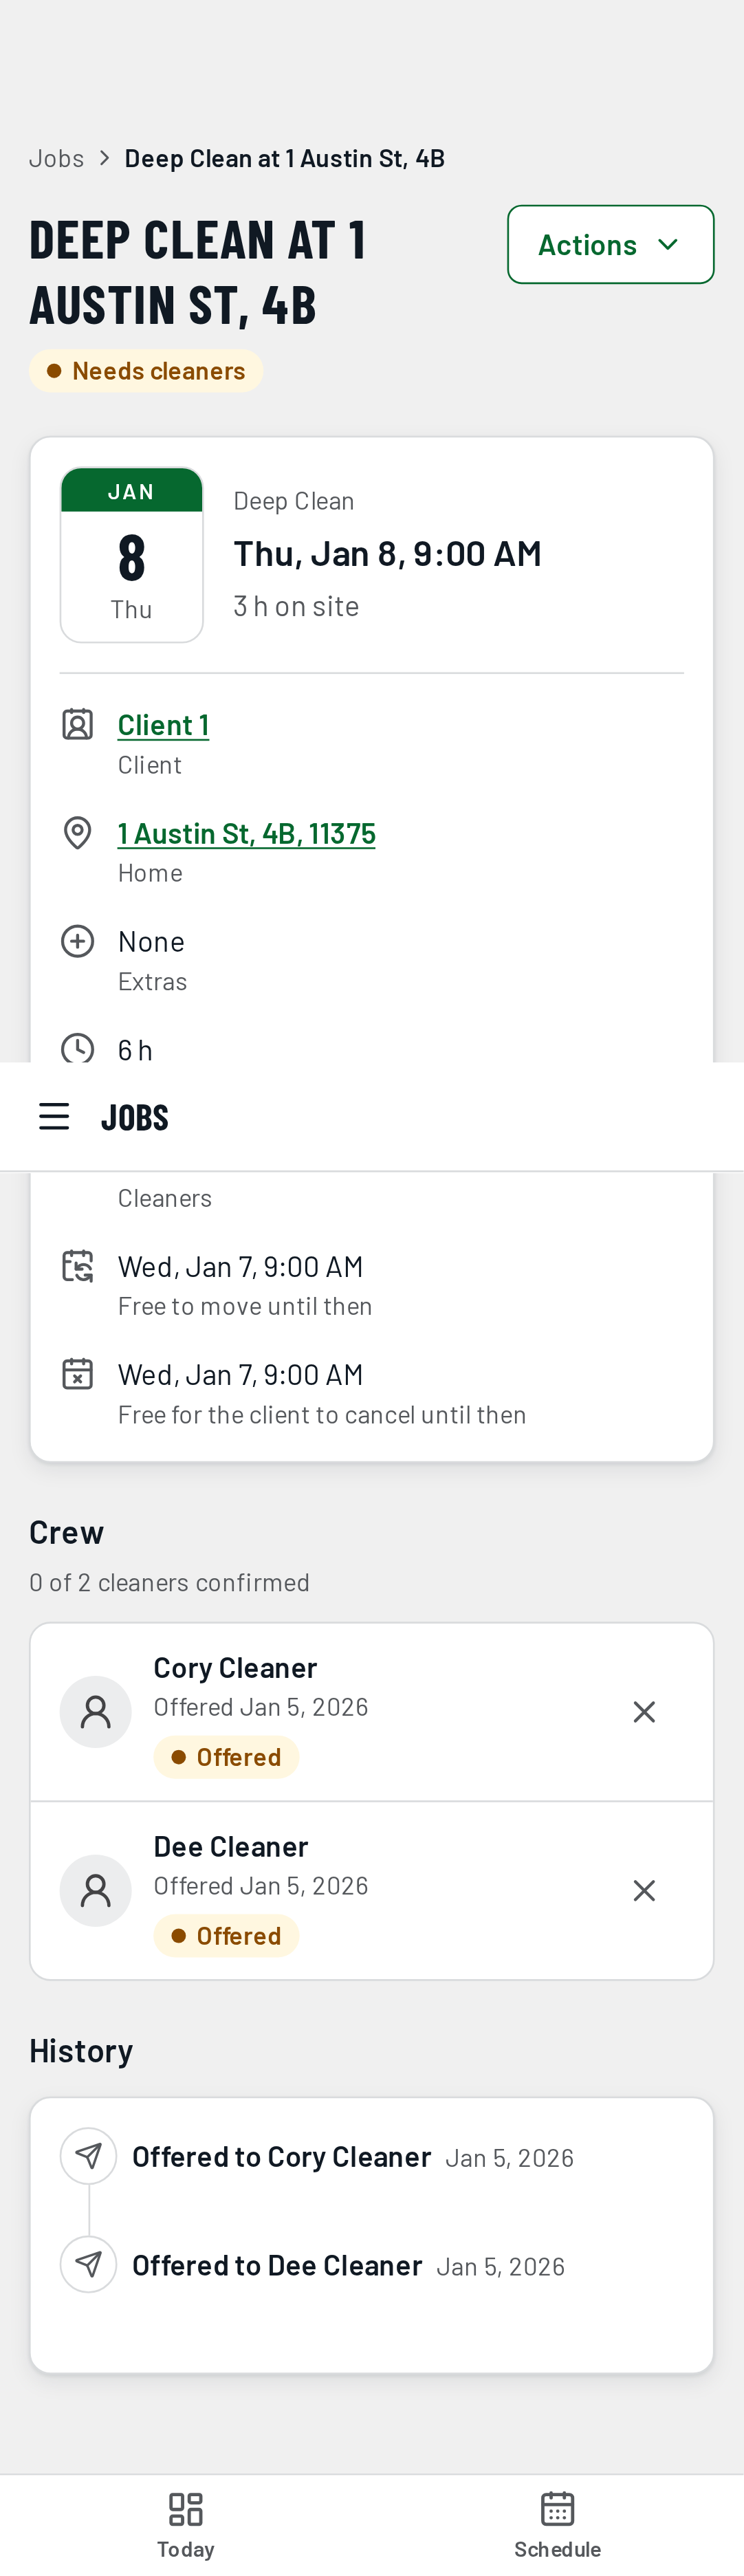 Jobs > Deep Clean at 1 Austin St, 4B
DEEP CLEAN AT 1
AUSTIN ST, 4B
Actions
Needs cleaners
JAN
8
Thu
Deep Clean
Thu, Jan 8, 9:00 AM
3 h on site
Client 1
Client
1 Austin St, 4B, 11375
Home
None
Extras
6 h
JOBS
Cleaners
Wed, Jan 7, 9:00 AM
Free to move until then
Wed, Jan 7, 9:00 AM
Free for the client to cancel until then
Crew
0 of 2 cleaners confirmed
Cory Cleaner
Offered Jan 5, 2026
Offered
Dee Cleaner
Offered Jan 5, 2026
Offered
History
Offered to Cory Cleaner Jan 5, 2026
Offered to Dee Cleaner Jan 5, 2026
Today
Schedule